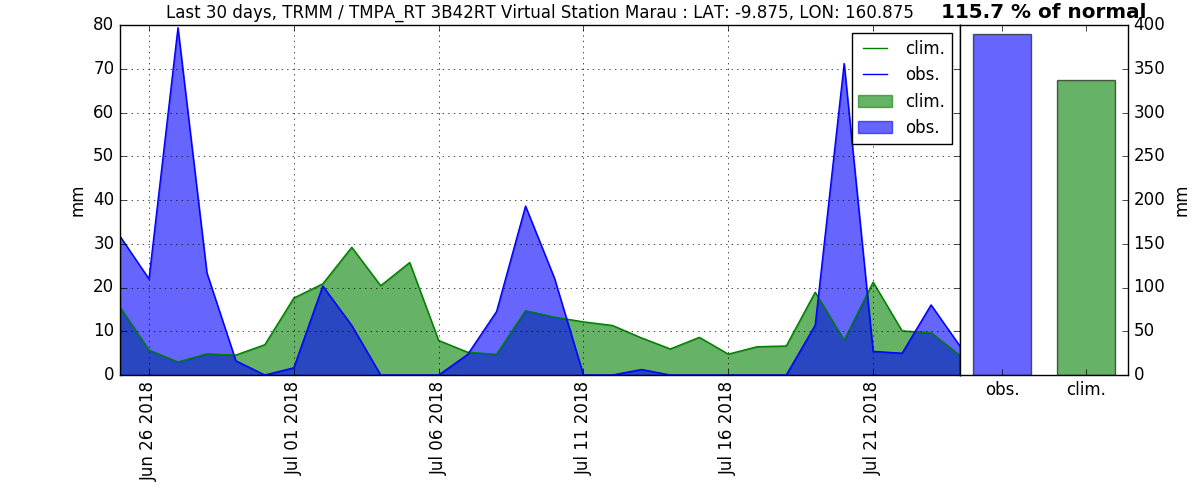 Last 30 days, TRMM / TMPA_RT 3B42RT Virtual Station Marau : LAT: -9.875, LON: 160.875
115.7 % of normal
80
70
60
50
40
30
20
10
0
mm
clim.
obs.
clim.
obs.
Jun 26 2018
Jul 01 2018
Jul 06 2018
Jul 11 2018
Jul 16 2018
Jul 21 2018
400
350
300
250
200
150
100
50
0
mm
obs.
clim.